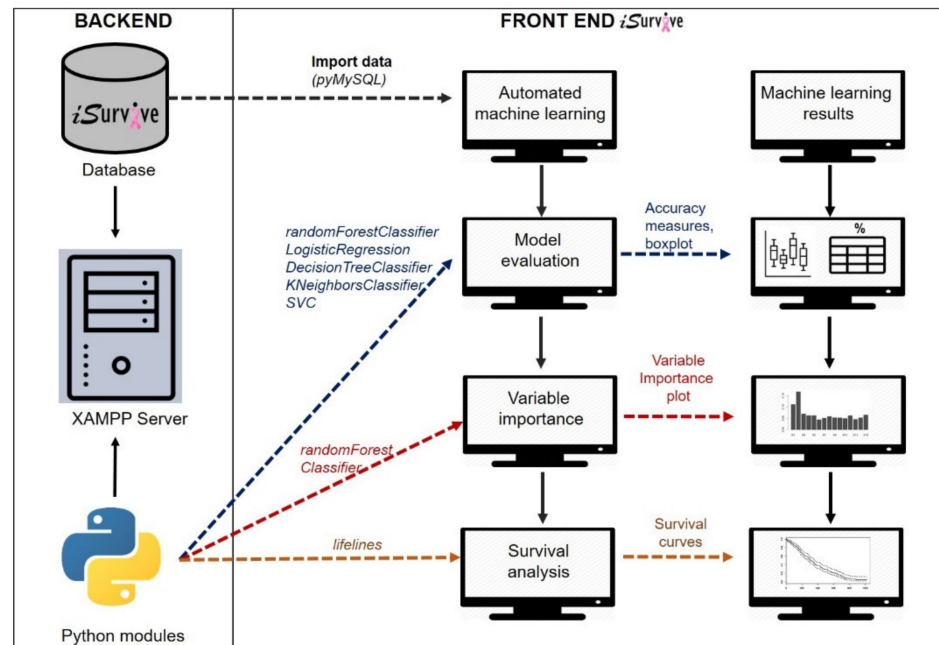 BACKEND
FRONT END iSurvive
iSurvive
Database
XAMPP Server
Python modules
Import data
(pyMySQL)
randomForestClassifier
LogisticRegression
DecisionTreeClassifier
KNeighborsClassifier
SVC
randomForest
Classifier
lifelines
Automated
machine learning
Model
evaluation
Variable
importance
Survival
analysis
Accuracy
measures,
boxplot
Variable
Importance
plot
Survival
curves
Machine learning
results
%